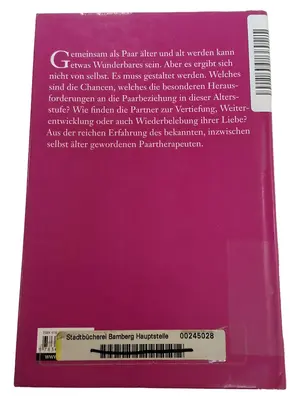 Gemeinsam als Paar älter und alt werden kann
etwas Wunderbares sein. Aber es ergibt sich
nicht von selbst. Es muss gestaltet werden. Welches
sind die Chancen, welches die besonderen Heraus-
forderungen an die Paarbeziehung in dieser Alters-
stufe? Wie finden die Partner zur Vertiefung, Weiter-
entwicklung oder auch Wiederbelebung ihrer Liebe?
Aus der reichen Erfahrung des bekannten, inzwischen
selbst älter gewordenen Paartherapeuten.
Stadtbücherei Bamberg Hauptstelle 00245028